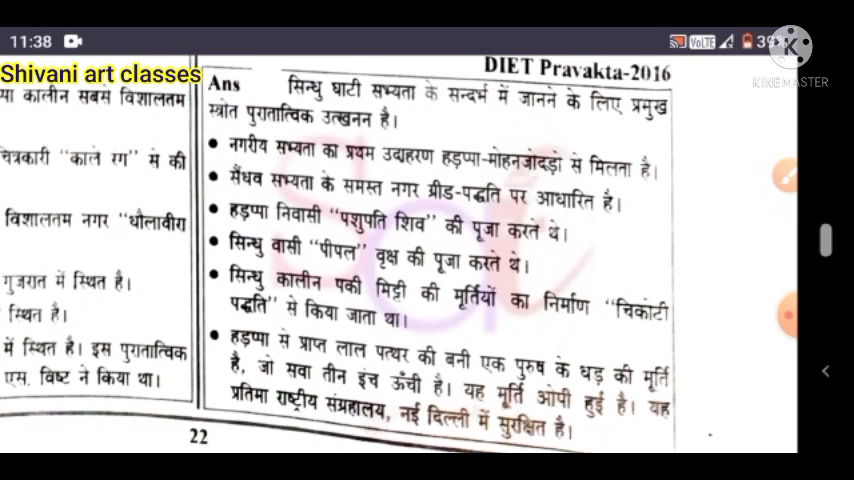 11:38
VoLTE
39%
K
KINEMASTER
Shivani art classes
कालीन सबसे विशालतम
चित्रकारी "काले रंग" से की
विशालतम नगर "धौलावीरा
गुजरात में स्थित है।
स्थित है।
में स्थित है। इस पुरातात्विक
एस. विष्ट ने किया था।
DIET Pravakta-2016
Ans सिन्धु घाटी सभ्यता के सन्दर्भ में जानने के लिए प्रमुख
स्त्रोत पुरातात्विक उत्खनन है।
• नगरीय सभ्यता का प्रथम उदाहरण हड़प्पा-मोहनजोदड़ो से मिलता है।
• सैंधव सभ्यता के समस्त नगर ग्रीड-पद्धति पर आधारित है।
• हड़प्पा निवासी "पशुपति शिव" की पूजा करते थे।
• सिन्धु वासी "पीपल" वृक्ष की पूजा करते थे।
• सिन्धु कालीन पकी मिट्टी की मूर्तियों का निर्माण "चिकोटी
पद्धति" से किया जाता था।
• हड़प्पा से प्राप्त लाल पत्थर की बनी एक पुरुष के धड़ की मूर्ति
है, जो सवा तीन इंच ऊँची है। यह मूर्ति ओपी हुई है। यह
प्रतिमा राष्ट्रीय संग्रहालय, नई दिल्ली में सुरक्षित है।
22